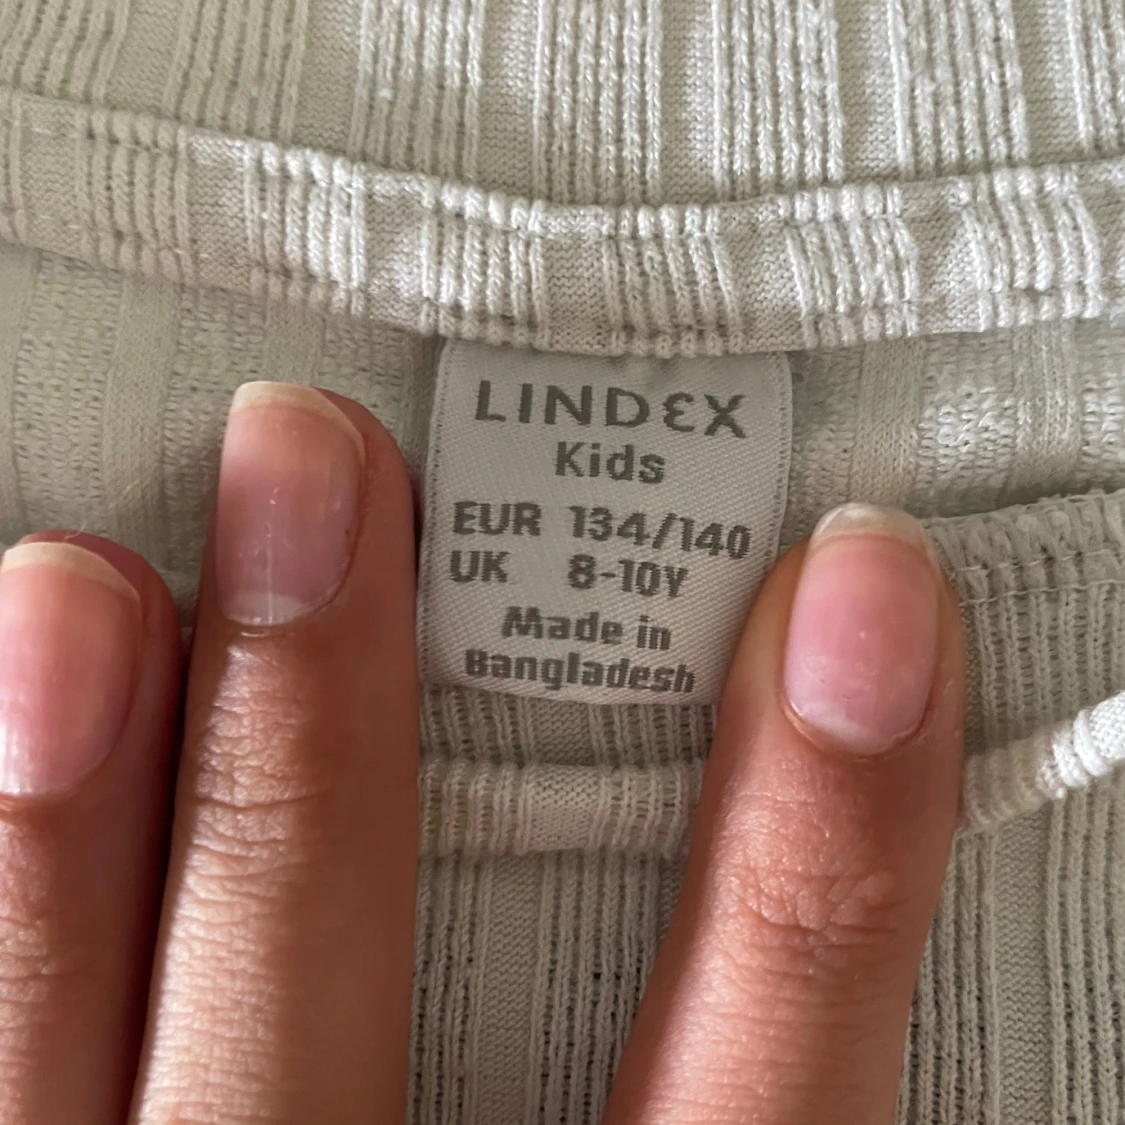 LINDEX
Kids
EUR 134/140
UK 8-10Y
Made in
Bangladesh